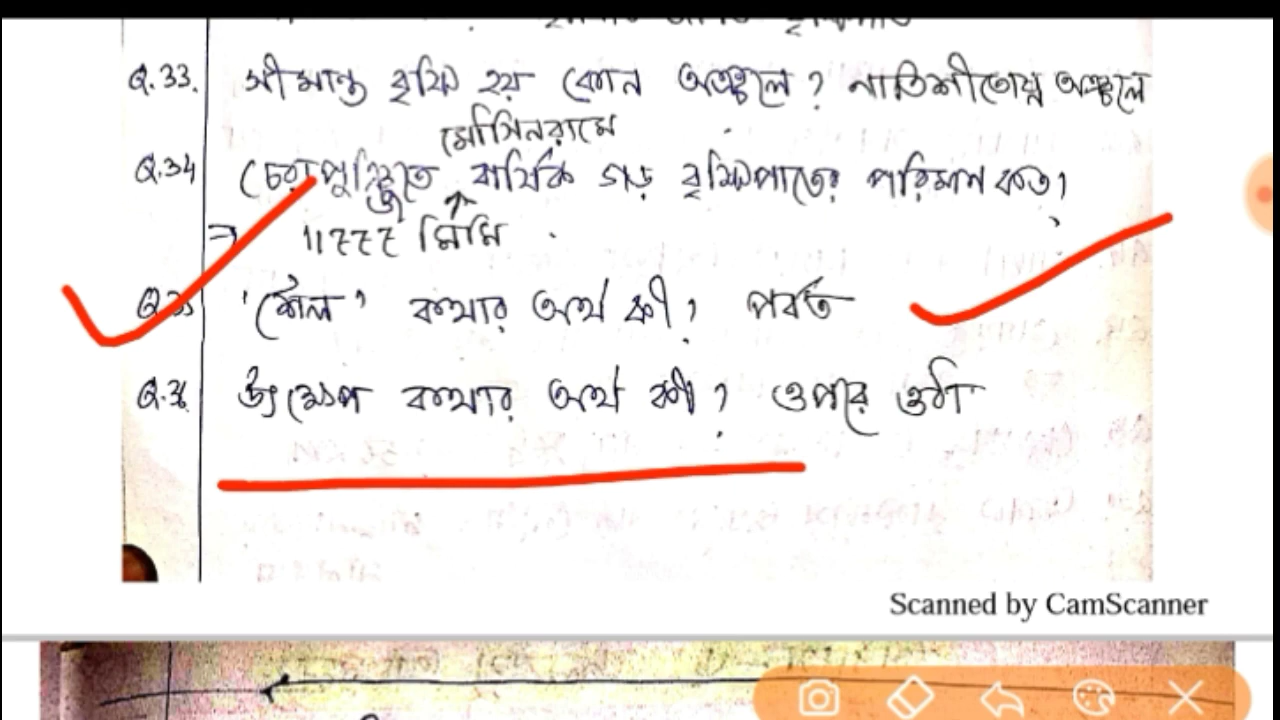 Q.33. সীমান্ত বৃষ্টি হয় কোন অঞ্চলে? নাতিশীতোষ্ণ অঞ্চলে
মৌসিনরামে
Q.34 চেরাপুঞ্জিতে বার্ষিক গড় বৃষ্টিপাতের পরিমাণ কত?
⇒ 11777 মিমি
Q.35 'শৈল' কথার অর্থ কী? পর্বত
Q.36. উৎক্ষেপ কথার অর্থ কী? ওপরে ওঠা
Scanned by CamScanner